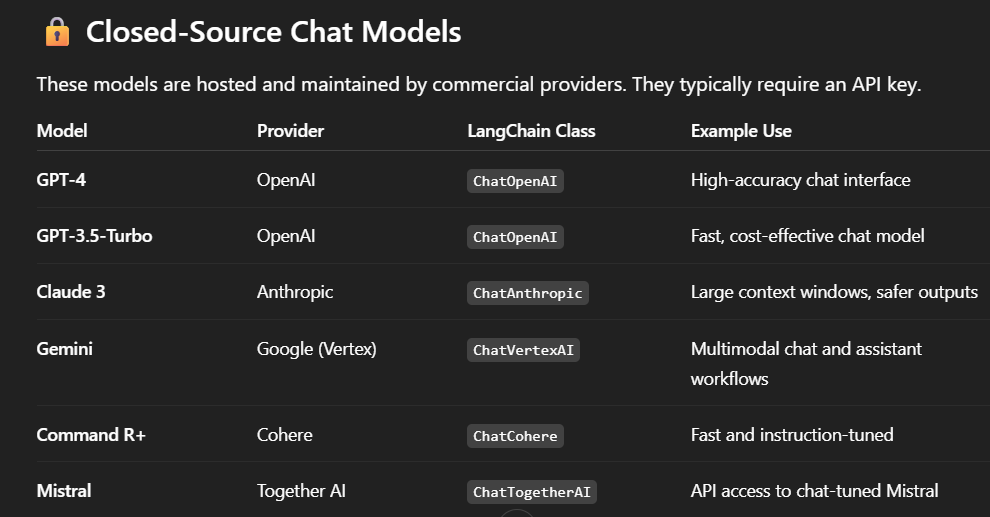 🔒 Closed-Source Chat Models
These models are hosted and maintained by commercial providers. They typically require an API key.
Model Provider LangChain Class Example Use
GPT-4 OpenAI ChatOpenAI High-accuracy chat interface
GPT-3.5-Turbo OpenAI ChatOpenAI Fast, cost-effective chat model
Claude 3 Anthropic ChatAnthropic Large context windows, safer outputs
Gemini Google (Vertex) ChatVertexAI Multimodal chat and assistant
workflows
Command R+ Cohere ChatCohere Fast and instruction-tuned
Mistral Together AI ChatTogetherAI API access to chat-tuned Mistral